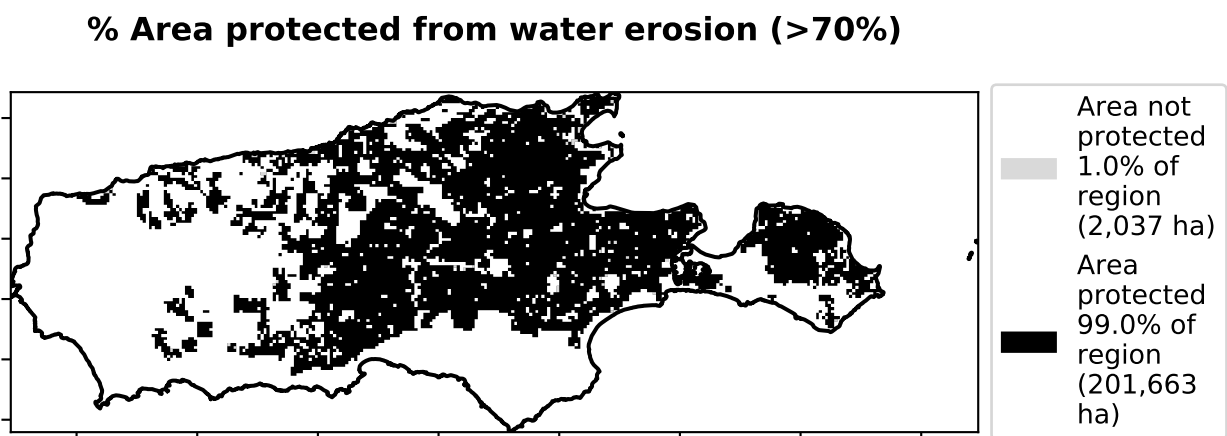 % Area protected from water erosion (>70%)
Area not
protected
1.0% of
region
(2,037 ha)
Area
protected
99.0% of
region
(201,663
ha)